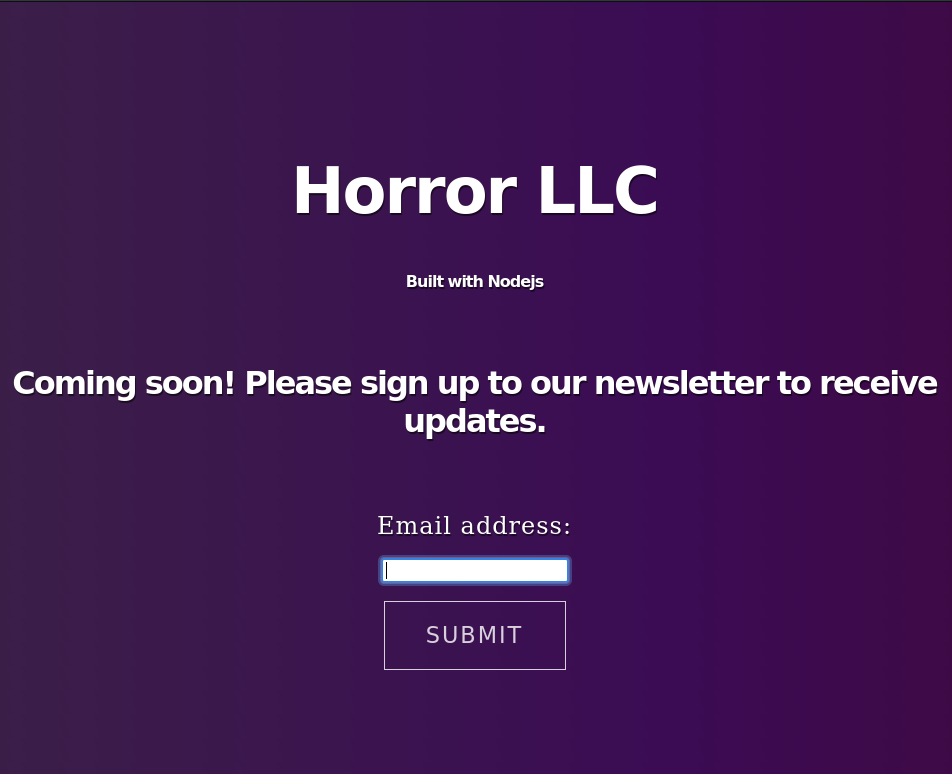 Horror LLC
Built with Nodejs
Coming soon! Please sign up to our newsletter to receive
updates.
Email address:
SUBMIT